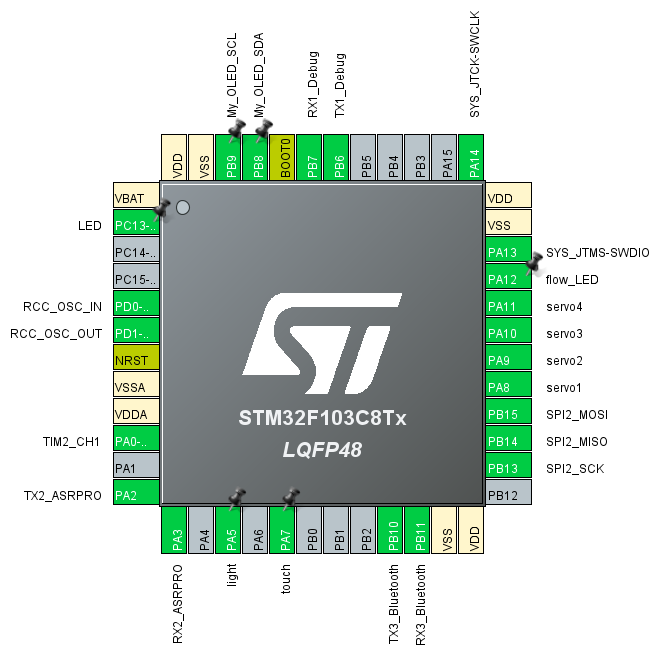 My_OLED_SCL
My_OLED_SDA
RX1_Debug
TX1_Debug
SYS_JTCK-SWCLK
VDD
VSS
PB9
PB8
BOOT0
PB7
PB6
PB5
PB4
PB3
PA15
PA14
VBAT
LED PC13-..
PC14-..
PC15-..
RCC_OSC_IN PD0-..
RCC_OSC_OUT PD1-..
NRST
VSSA
VDDA
TIM2_CH1 PA0-..
PA1
TX2_ASRPRO PA2
STM32F103C8Tx
LQFP48
VDD
VSS
PA13 SYS_JTMS-SWDIO
PA12 flow_LED
PA11 servo4
PA10 servo3
PA9 servo2
PA8 servo1
PB15 SPI2_MOSI
PB14 SPI2_MISO
PB13 SPI2_SCK
PB12
PA3
PA4
PA5
PA6
PA7
PB0
PB1
PB2
PB10
PB11
VSS
VDD
RX2_ASRPRO
light
touch
TX3_Bluetooth
RX3_Bluetooth